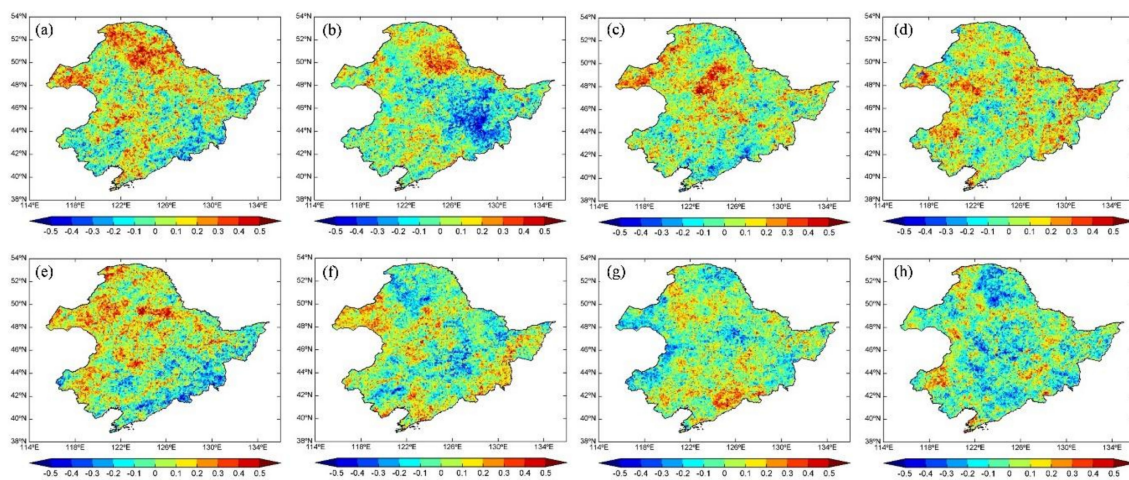 (a) (b) (c) (d)
54°N 54°N 54°N 54°N
52°N 52°N 52°N 52°N
50°N 50°N 50°N 50°N
48°N 48°N 48°N 48°N
46°N 46°N 46°N 46°N
44°N 44°N 44°N 44°N
42°N 42°N 42°N 42°N
40°N 40°N 40°N 40°N
38°N 38°N 38°N 38°N
114°E 118°E 122°E 126°E 130°E 134°E 114°E 118°E 122°E 126°E 130°E 134°E 114°E 118°E 122°E 126°E 130°E 134°E 114°E 118°E 122°E 126°E 130°E 134°E
-0.5 -0.4 -0.3 -0.2 -0.1 0 0.1 0.2 0.3 0.4 0.5 -0.5 -0.4 -0.3 -0.2 -0.1 0 0.1 0.2 0.3 0.4 0.5 -0.5 -0.4 -0.3 -0.2 -0.1 0 0.1 0.2 0.3 0.4 0.5 -0.5 -0.4 -0.3 -0.2 -0.1 0 0.1 0.2 0.3 0.4 0.5
(e) (f) (g) (h)
54°N 54°N 54°N 54°N
52°N 52°N 52°N 52°N
50°N 50°N 50°N 50°N
48°N 48°N 48°N 48°N
46°N 46°N 46°N 46°N
44°N 44°N 44°N 44°N
42°N 42°N 42°N 42°N
40°N 40°N 40°N 40°N
38°N 38°N 38°N 38°N
114°E 118°E 122°E 126°E 130°E 134°E 114°E 118°E 122°E 126°E 130°E 134°E 114°E 118°E 122°E 126°E 130°E 134°E 114°E 118°E 122°E 126°E 130°E 134°E
-0.5 -0.4 -0.3 -0.2 -0.1 0 0.1 0.2 0.3 0.4 0.5 -0.5 -0.4 -0.3 -0.2 -0.1 0 0.1 0.2 0.3 0.4 0.5 -0.5 -0.4 -0.3 -0.2 -0.1 0 0.1 0.2 0.3 0.4 0.5 -0.5 -0.4 -0.3 -0.2 -0.1 0 0.1 0.2 0.3 0.4 0.5